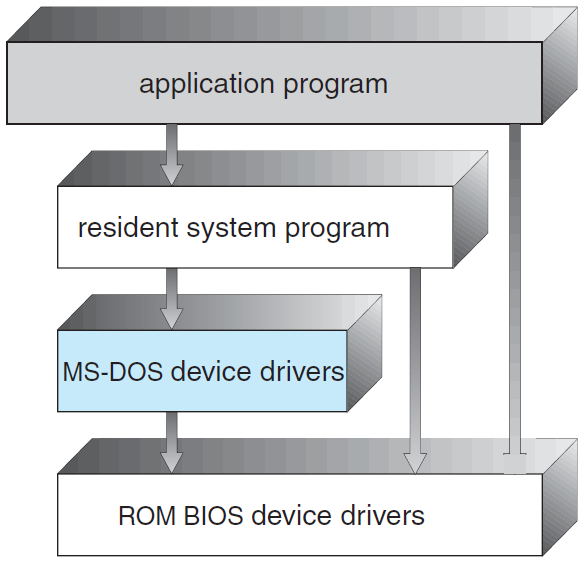 application program
resident system program
MS-DOS device drivers
ROM BIOS device drivers